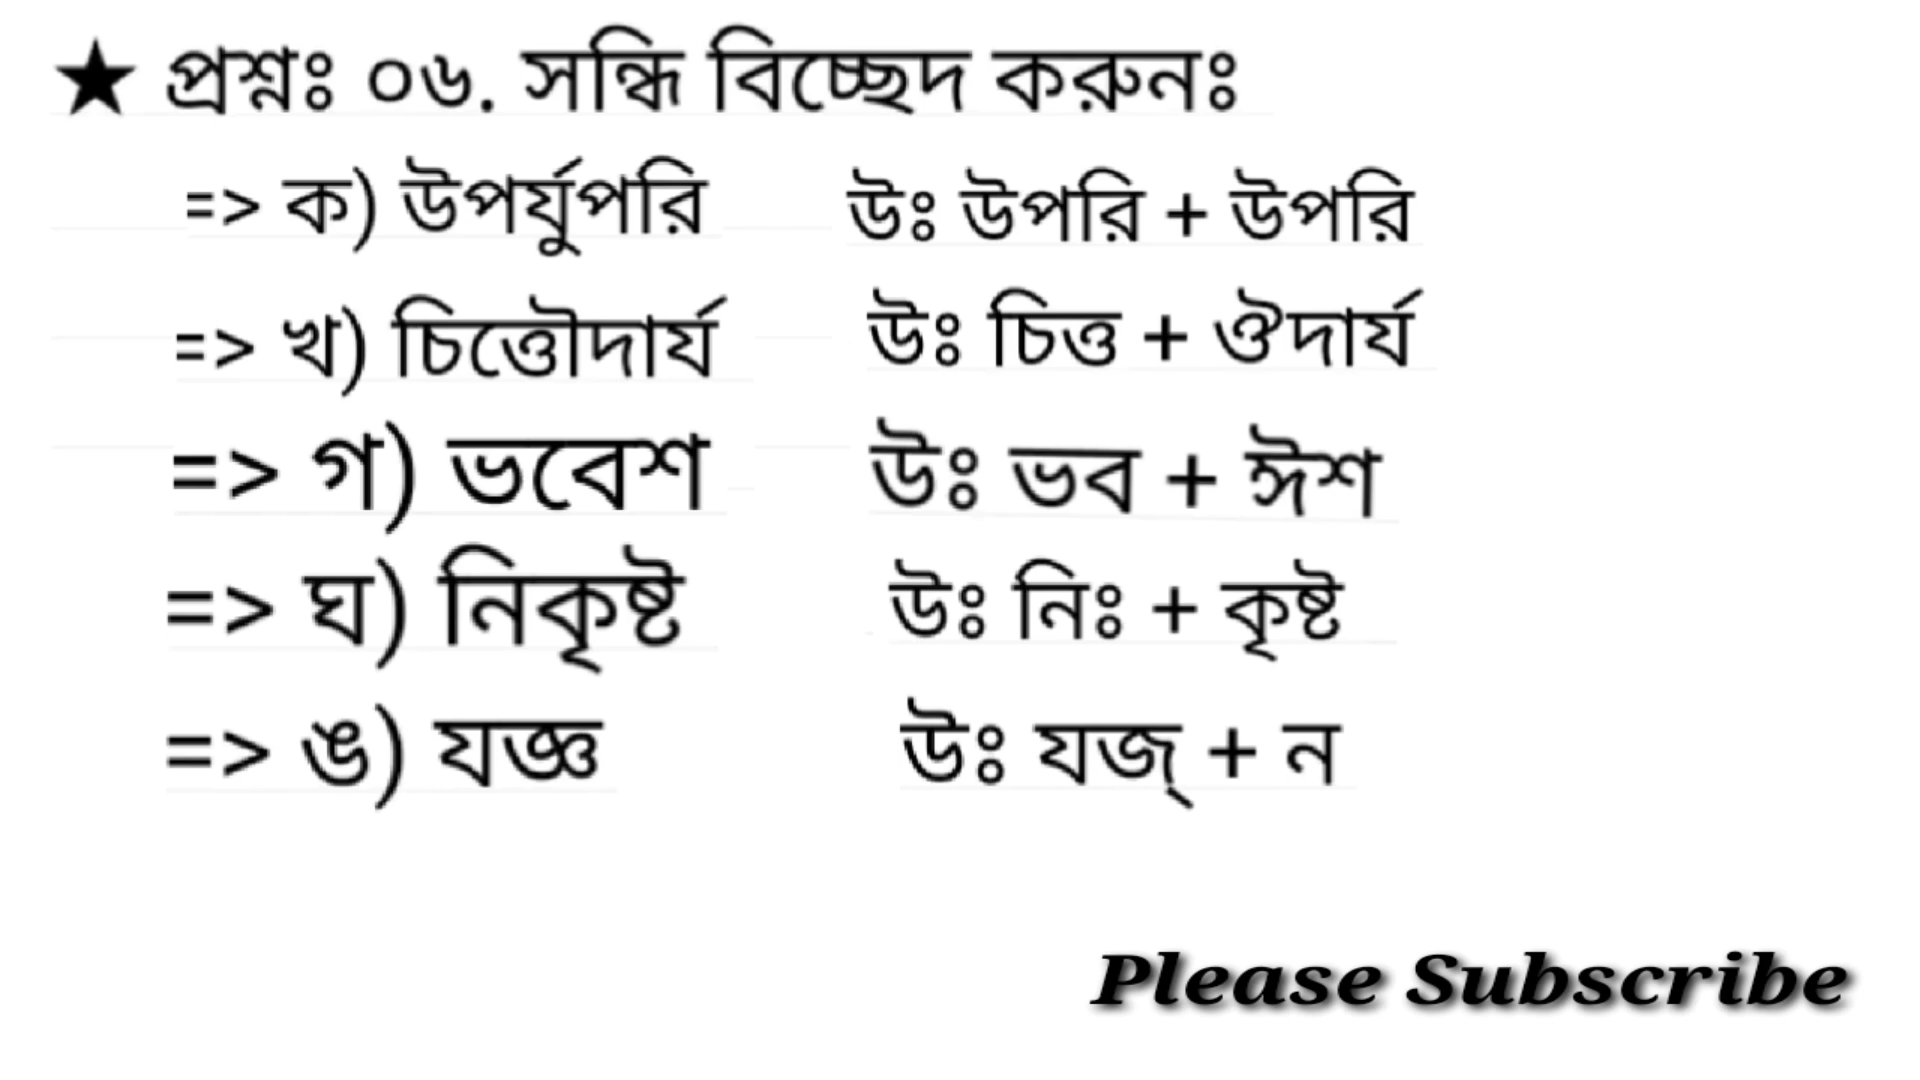 ★ প্রশ্নঃ ০৬. সন্ধি বিচ্ছেদ করুনঃ
=> ক) উপর্যুপরি উঃ উপরি + উপরি
=> খ) চিত্তৌদার্য উঃ চিত্ত + ঔদার্য
=> গ) ভবেশ উঃ ভব + ঈশ
=> ঘ) নিকৃষ্ট উঃ নিঃ + কৃষ্ট
=> ঙ) যজ্ঞ উঃ যজ্ + ন
Please Subscribe